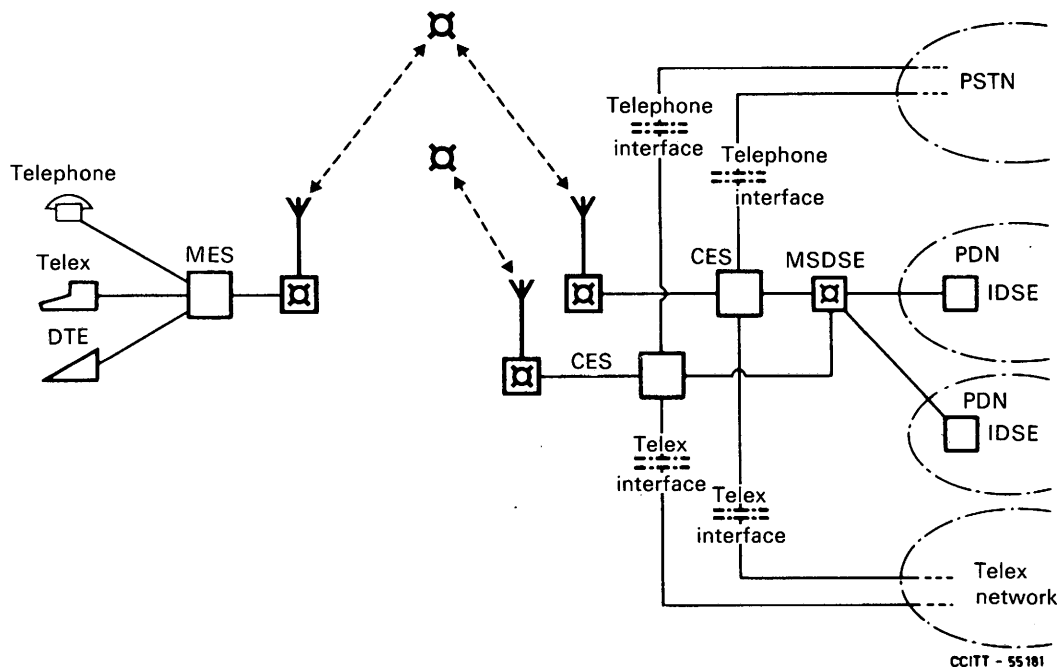 Telephone
Telex
DTE
MES
Telephone
interface
Telephone
interface
CES
MSDSE
CES
Telex
interface
Telex
interface
PSTN
PDN
IDSE
PDN
IDSE
Telex
network
CCITT - 55181